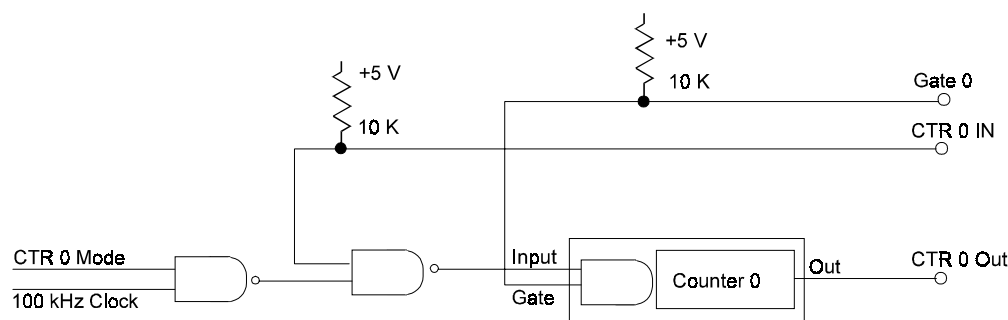 +5 V
10 K
Gate 0
+5 V
10 K
CTR 0 IN
CTR 0 Mode
100 kHz Clock
Input
Gate
Counter 0
Out
CTR 0 Out